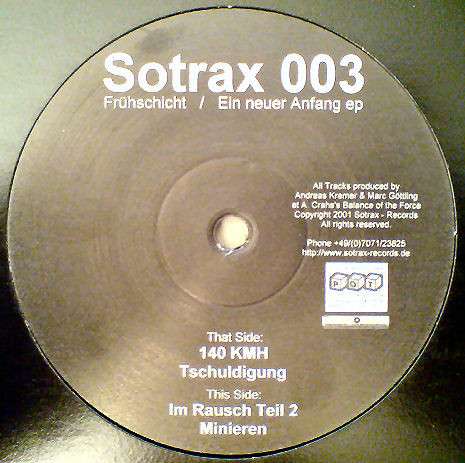 Sotrax 003
Frühschicht / Ein neuer Anfang ep
All Tracks produced by
Andreas Kramer & Marc Göttling
at A. Craha's Balance of the Force
Copyright 2001 Sotrax - Records
All rights reserved.
Phone +49/(0)7071/23825
http://www.sotrax-records.de
P O T
That Side:
140 KMH
Tschuldigung
This Side:
Im Rausch Teil 2
Minieren